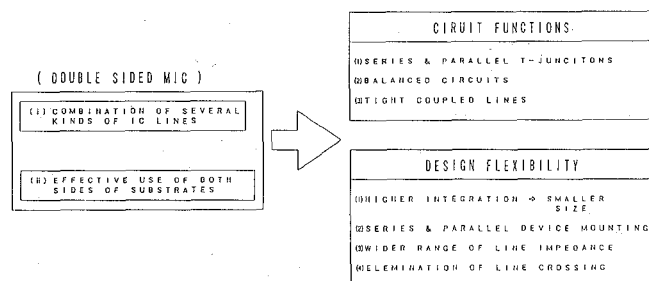 ( DOUBLE SIDED MIC )
(i) COMBINATION OF SEVERAL
KINDS OF IC LINES
(ii) EFFECTIVE USE OF BOTH
SIDES OF SUBSTRATES
CIRUIT FUNCTIONS
(1) SERIES & PARALLEL T-JUNCITONS
(2) BALANCED CIRCUITS
(3) TIGHT COUPLED LINES
DESIGN FLEXIBILITY
(1) HIGHER INTEGRATION → SMALLER
SIZE
(2) SERIES & PARALLEL DEVICE MOUNTING
(3) WIDER RANGE OF LINE IMPEDANCE
(4) ELEMINATION OF LINE CROSSING